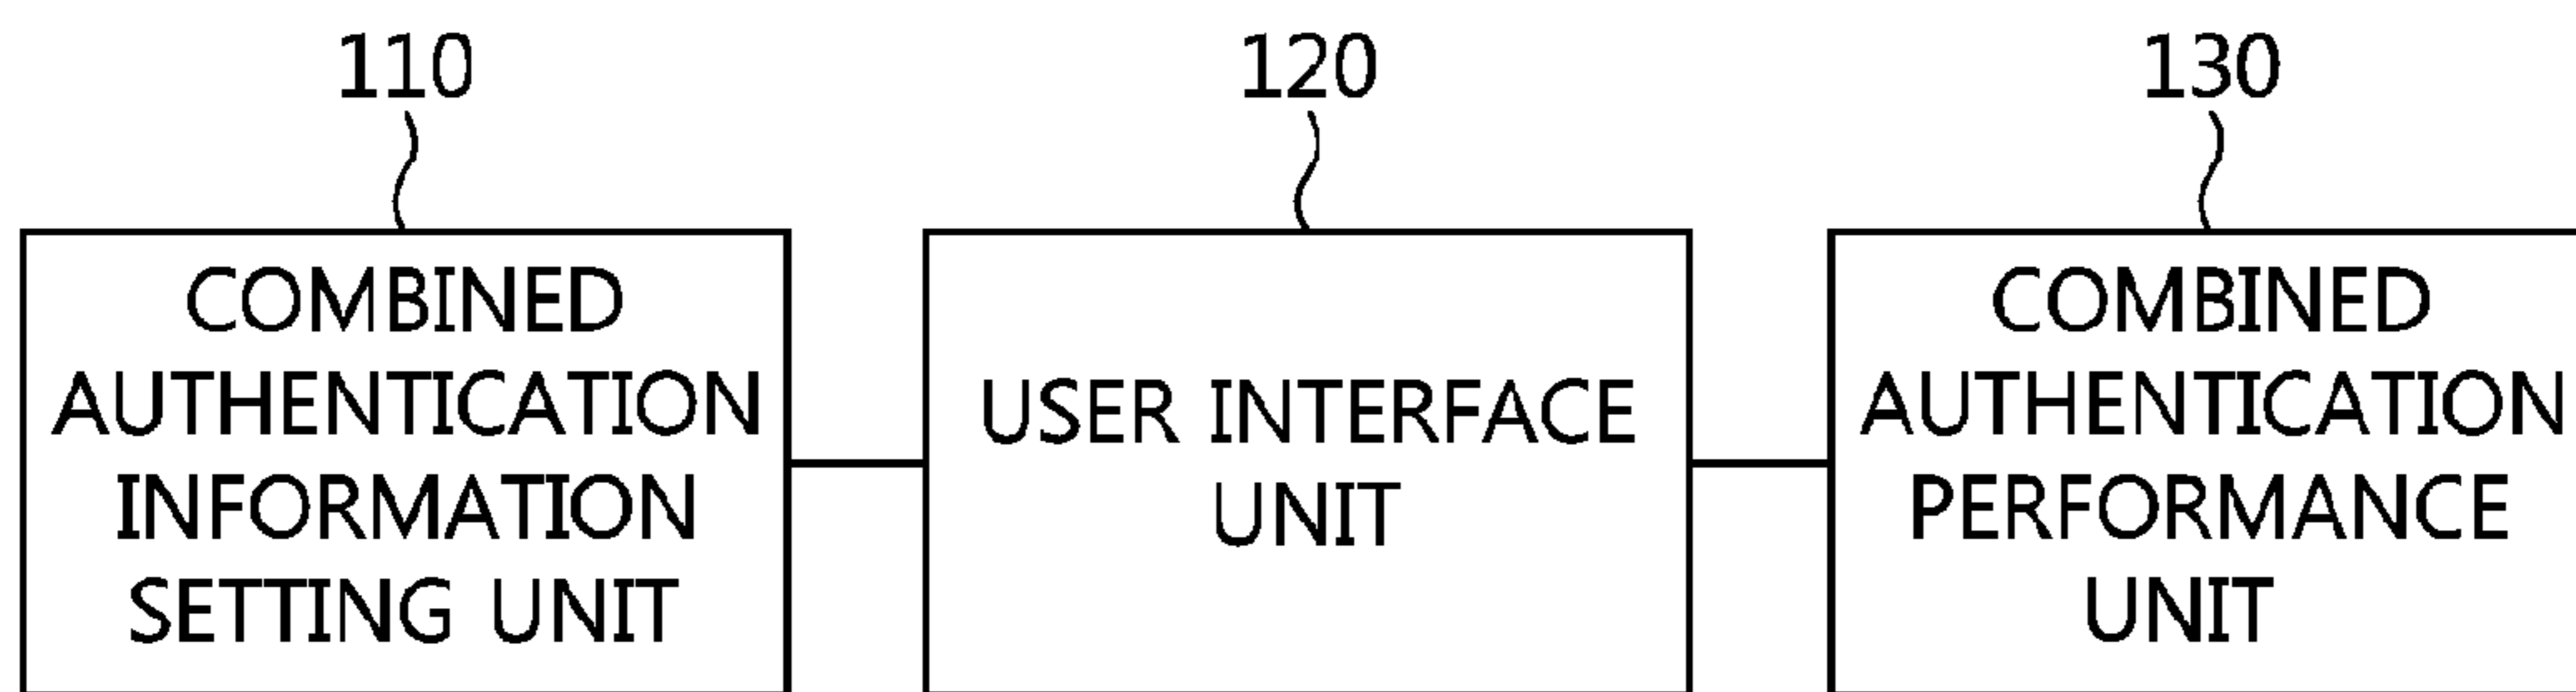 110
120
130
COMBINED
AUTHENTICATION
INFORMATION
SETTING UNIT
USER INTERFACE
UNIT
COMBINED
AUTHENTICATION
PERFORMANCE
UNIT